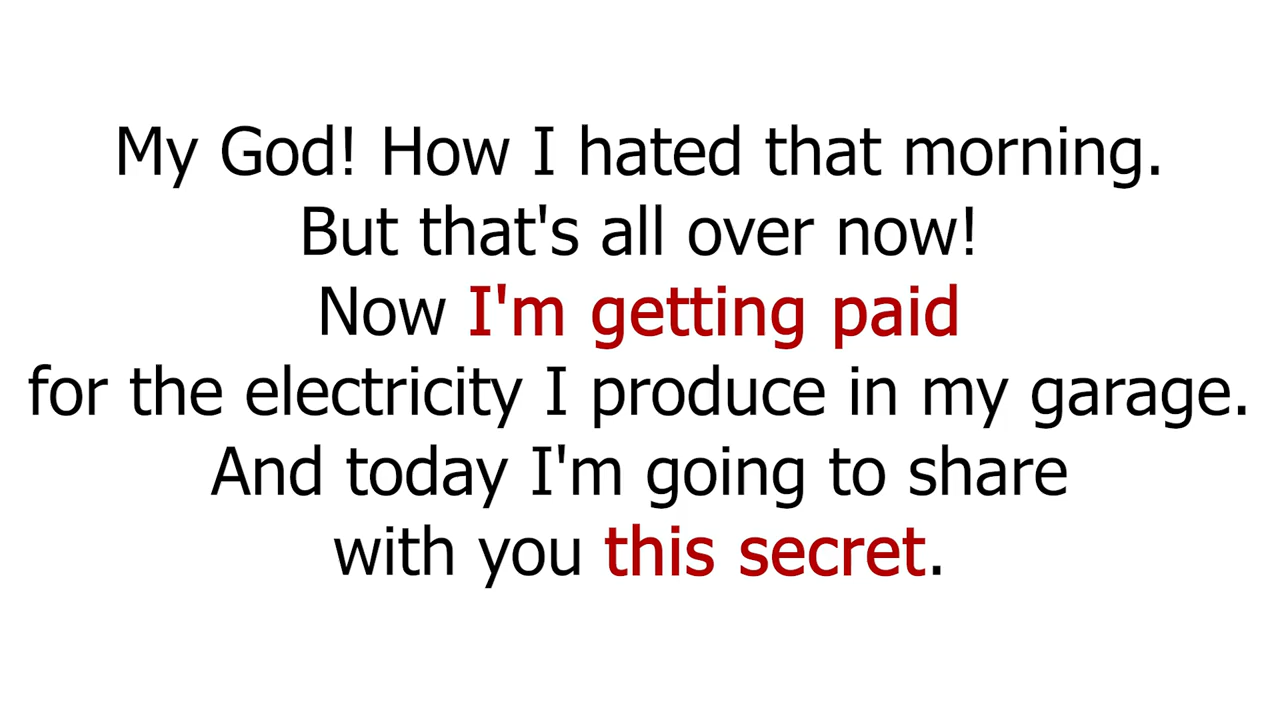 My God! How I hated that morning.
But that's all over now!
Now I'm getting paid
for the electricity I produce in my garage.
And today I'm going to share
with you this secret.